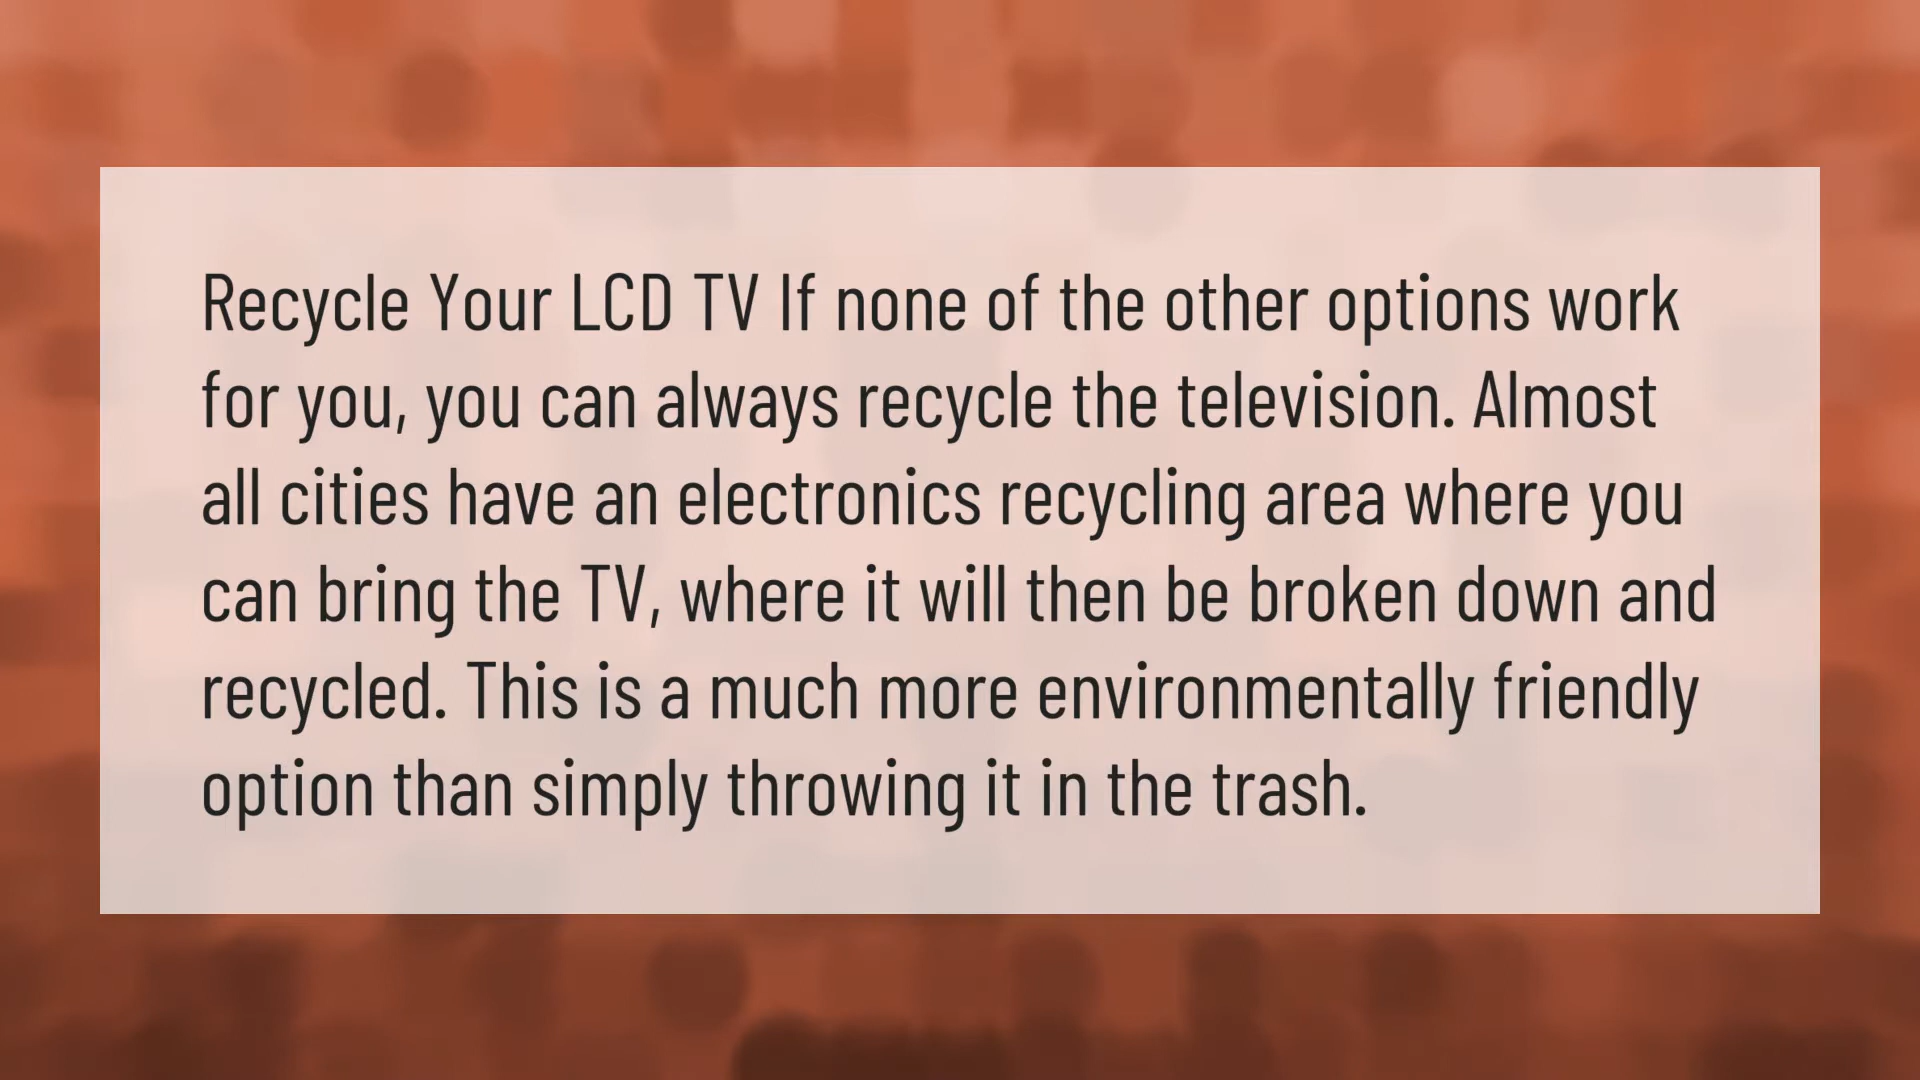 Recycle Your LCD TV If none of the other options work
for you, you can always recycle the television. Almost
all cities have an electronics recycling area where you
can bring the TV, where it will then be broken down and
recycled. This is a much more environmentally friendly
option than simply throwing it in the trash.